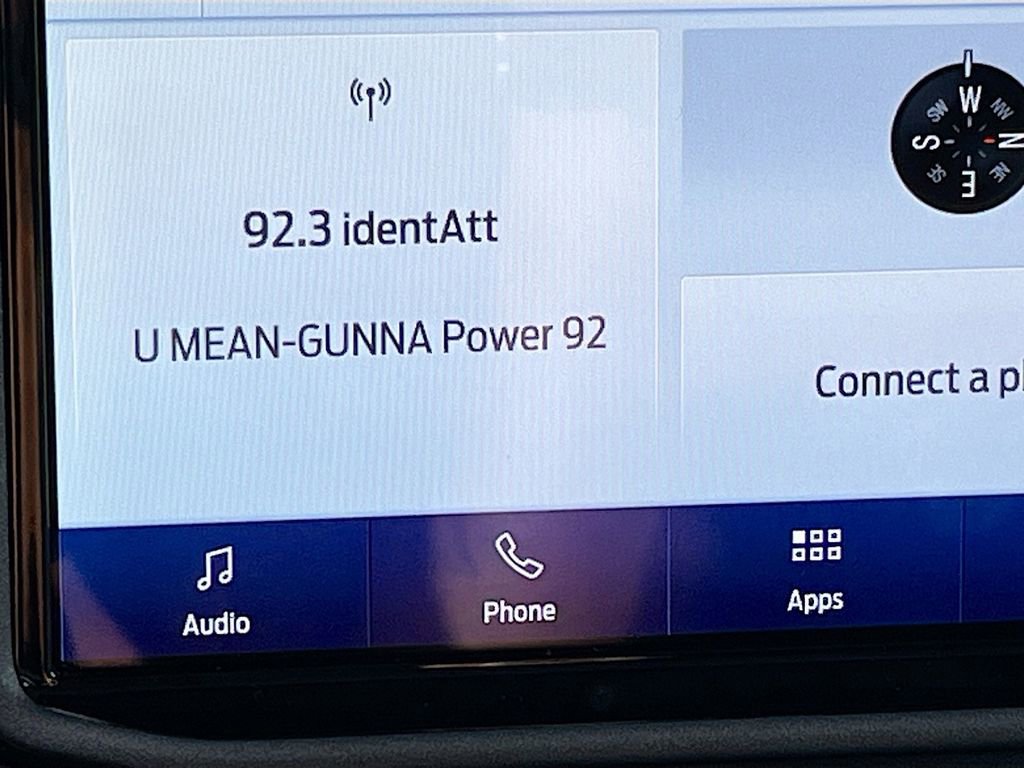 92.3 identAtt
U MEAN-GUNNA Power 92
W
SW
NW
S
N
SE
NE
E
Connect a
Audio
Phone
Apps